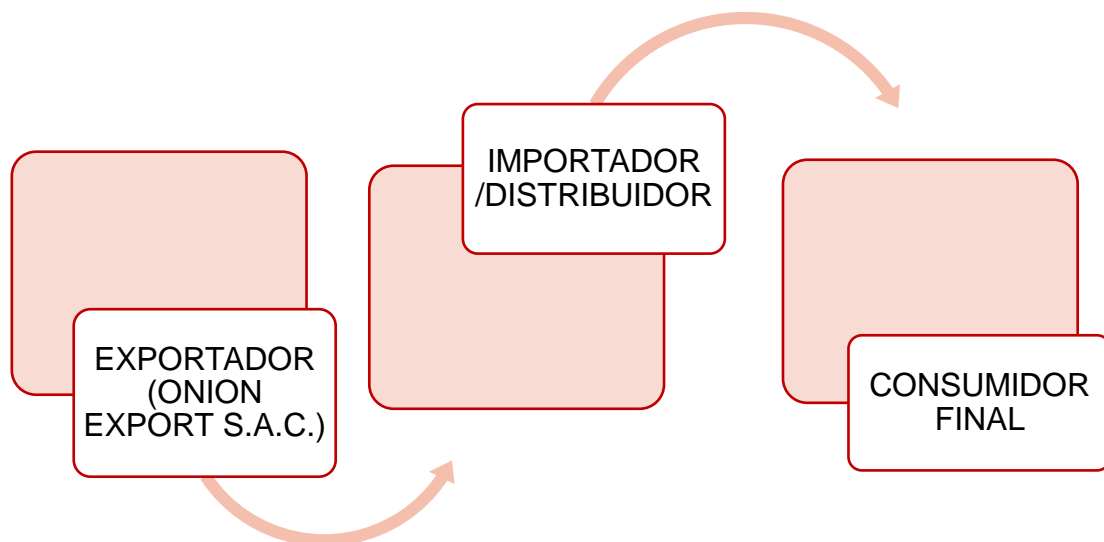 EXPORTADOR
(ONION
EXPORT S.A.C.)
IMPORTADOR
/DISTRIBUIDOR
CONSUMIDOR
FINAL